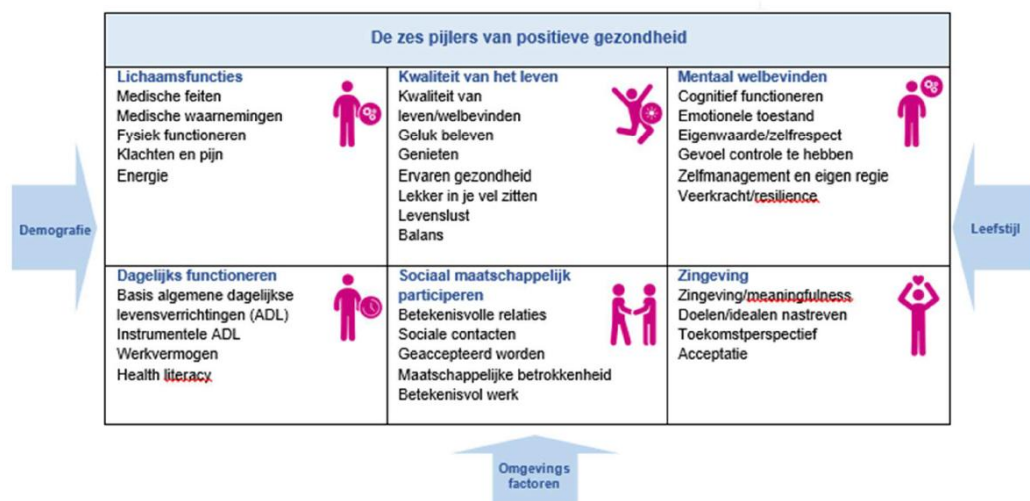 De zes pijlers van positieve gezondheid
Lichaamsfuncties
Medische feiten
Medische waarnemingen
Fysiek functioneren
Klachten en pijn
Energie
Kwaliteit van het leven
Kwaliteit van
leven/welbevinden
Geluk beleven
Genieten
Ervaren gezondheid
Lekker in je vel zitten
Levenslust
Balans
Mentaal welbevinden
Cognitief functioneren
Emotionele toestand
Eigenwaarde/zelfrespect
Gevoel controle te hebben
Zelfmanagement en eigen regie
Veerkracht/resilience
Demografie
Leefstijl
Dagelijks functioneren
Basis algemene dagelijkse
levensverrichtingen (ADL)
Instrumentele ADL
Werkvermogen
Health literacy
Sociaal maatschappelijk
participeren
Betekenisvolle relaties
Sociale contacten
Geaccepteerd worden
Maatschappelijke betrokkenheid
Betekenisvol werk
Zingeving
Zingeving/meaningfulness
Doelen/idealen nastreven
Toekomstperspectief
Acceptatie
Omgevings
factoren